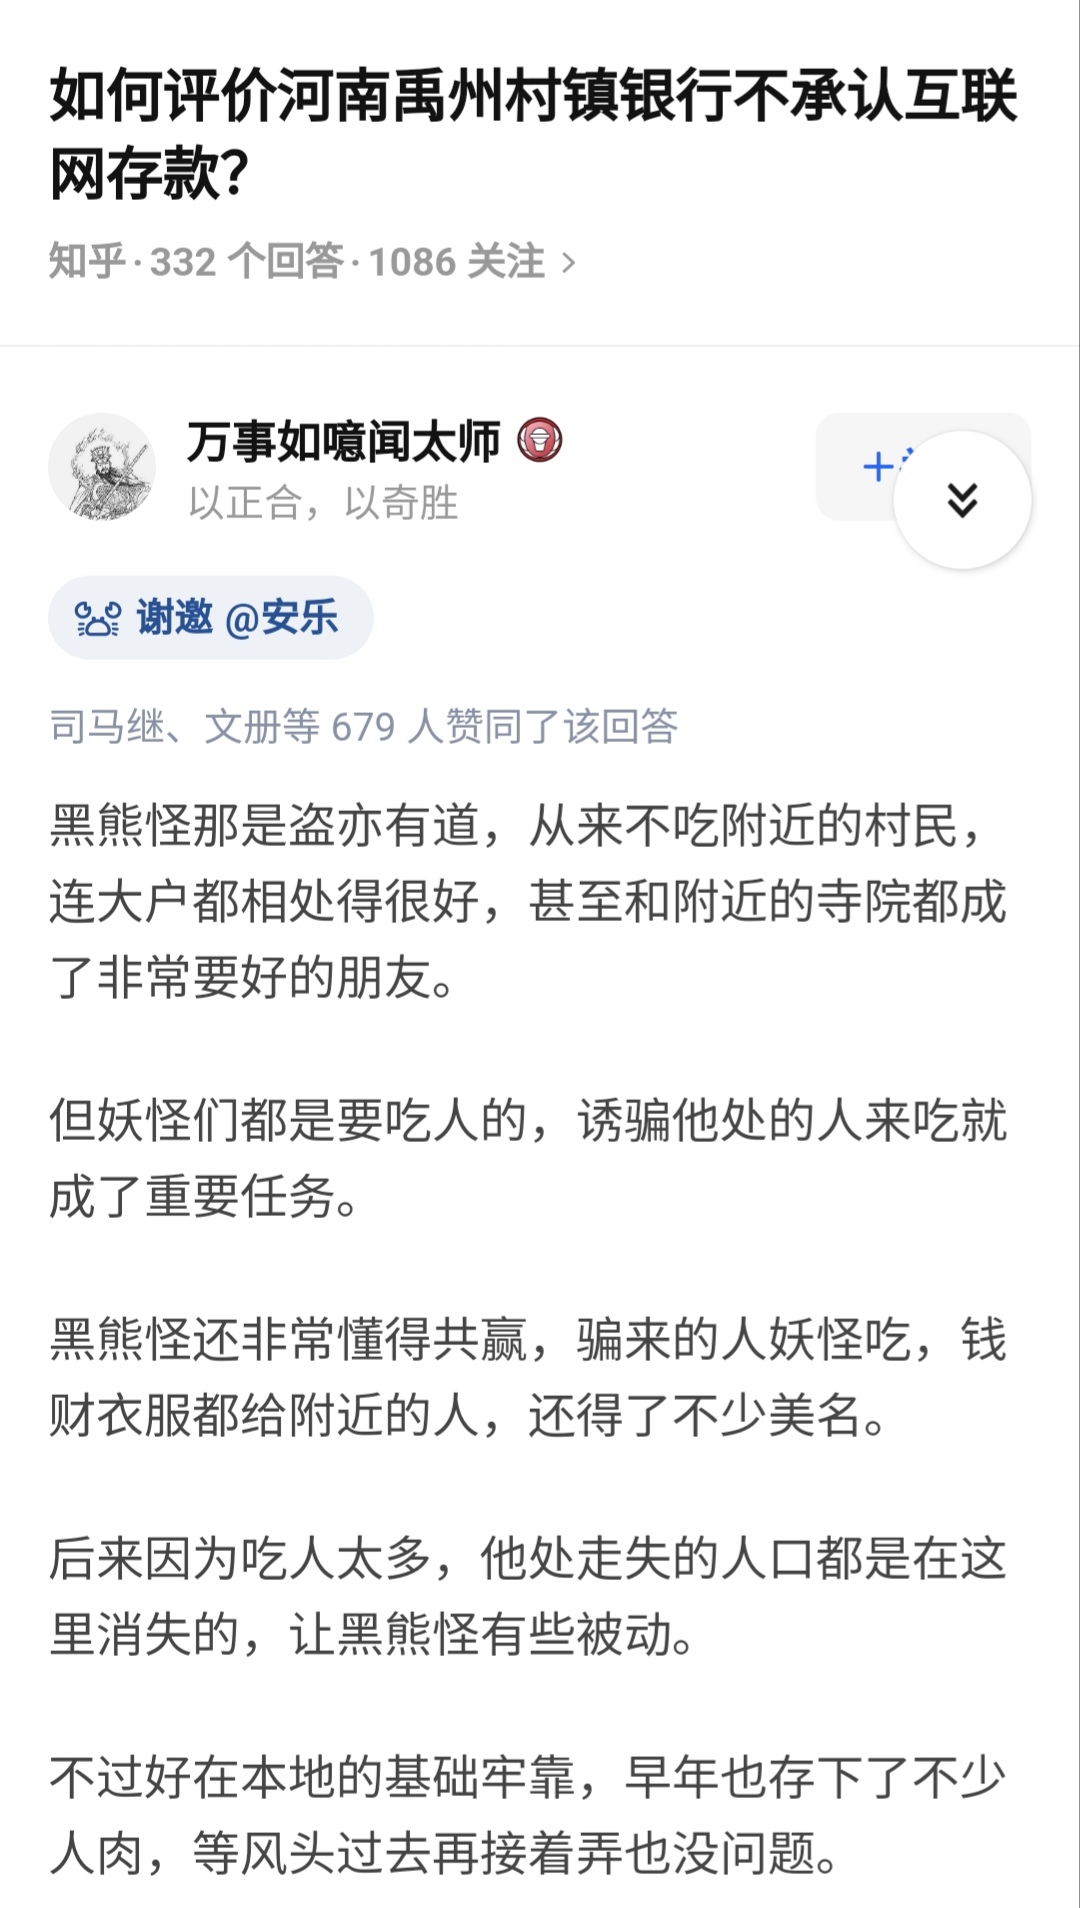 如何评价河南禹州村镇银行不承认互联
网存款？
知乎·332 个回答·1086 关注 >
万事如噫闻太师
以正合，以奇胜
+
谢邀 @安乐
司马继、文册等 679 人赞同了该回答
黑熊怪那是盗亦有道，从来不吃附近的村民，
连大户都相处得很好，甚至和附近的寺院都成
了非常要好的朋友。
但妖怪们都是要吃人的，诱骗他处的人来吃就
成了重要任务。
黑熊怪还非常懂得共赢，骗来的人妖怪吃，钱
财衣服都给附近的人，还得了不少美名。
后来因为吃人太多，他处走失的人口都是在这
里消失的，让黑熊怪有些被动。
不过好在本地的基础牢靠，早年也存下了不少
人肉，等风头过去再接着弄也没问题。